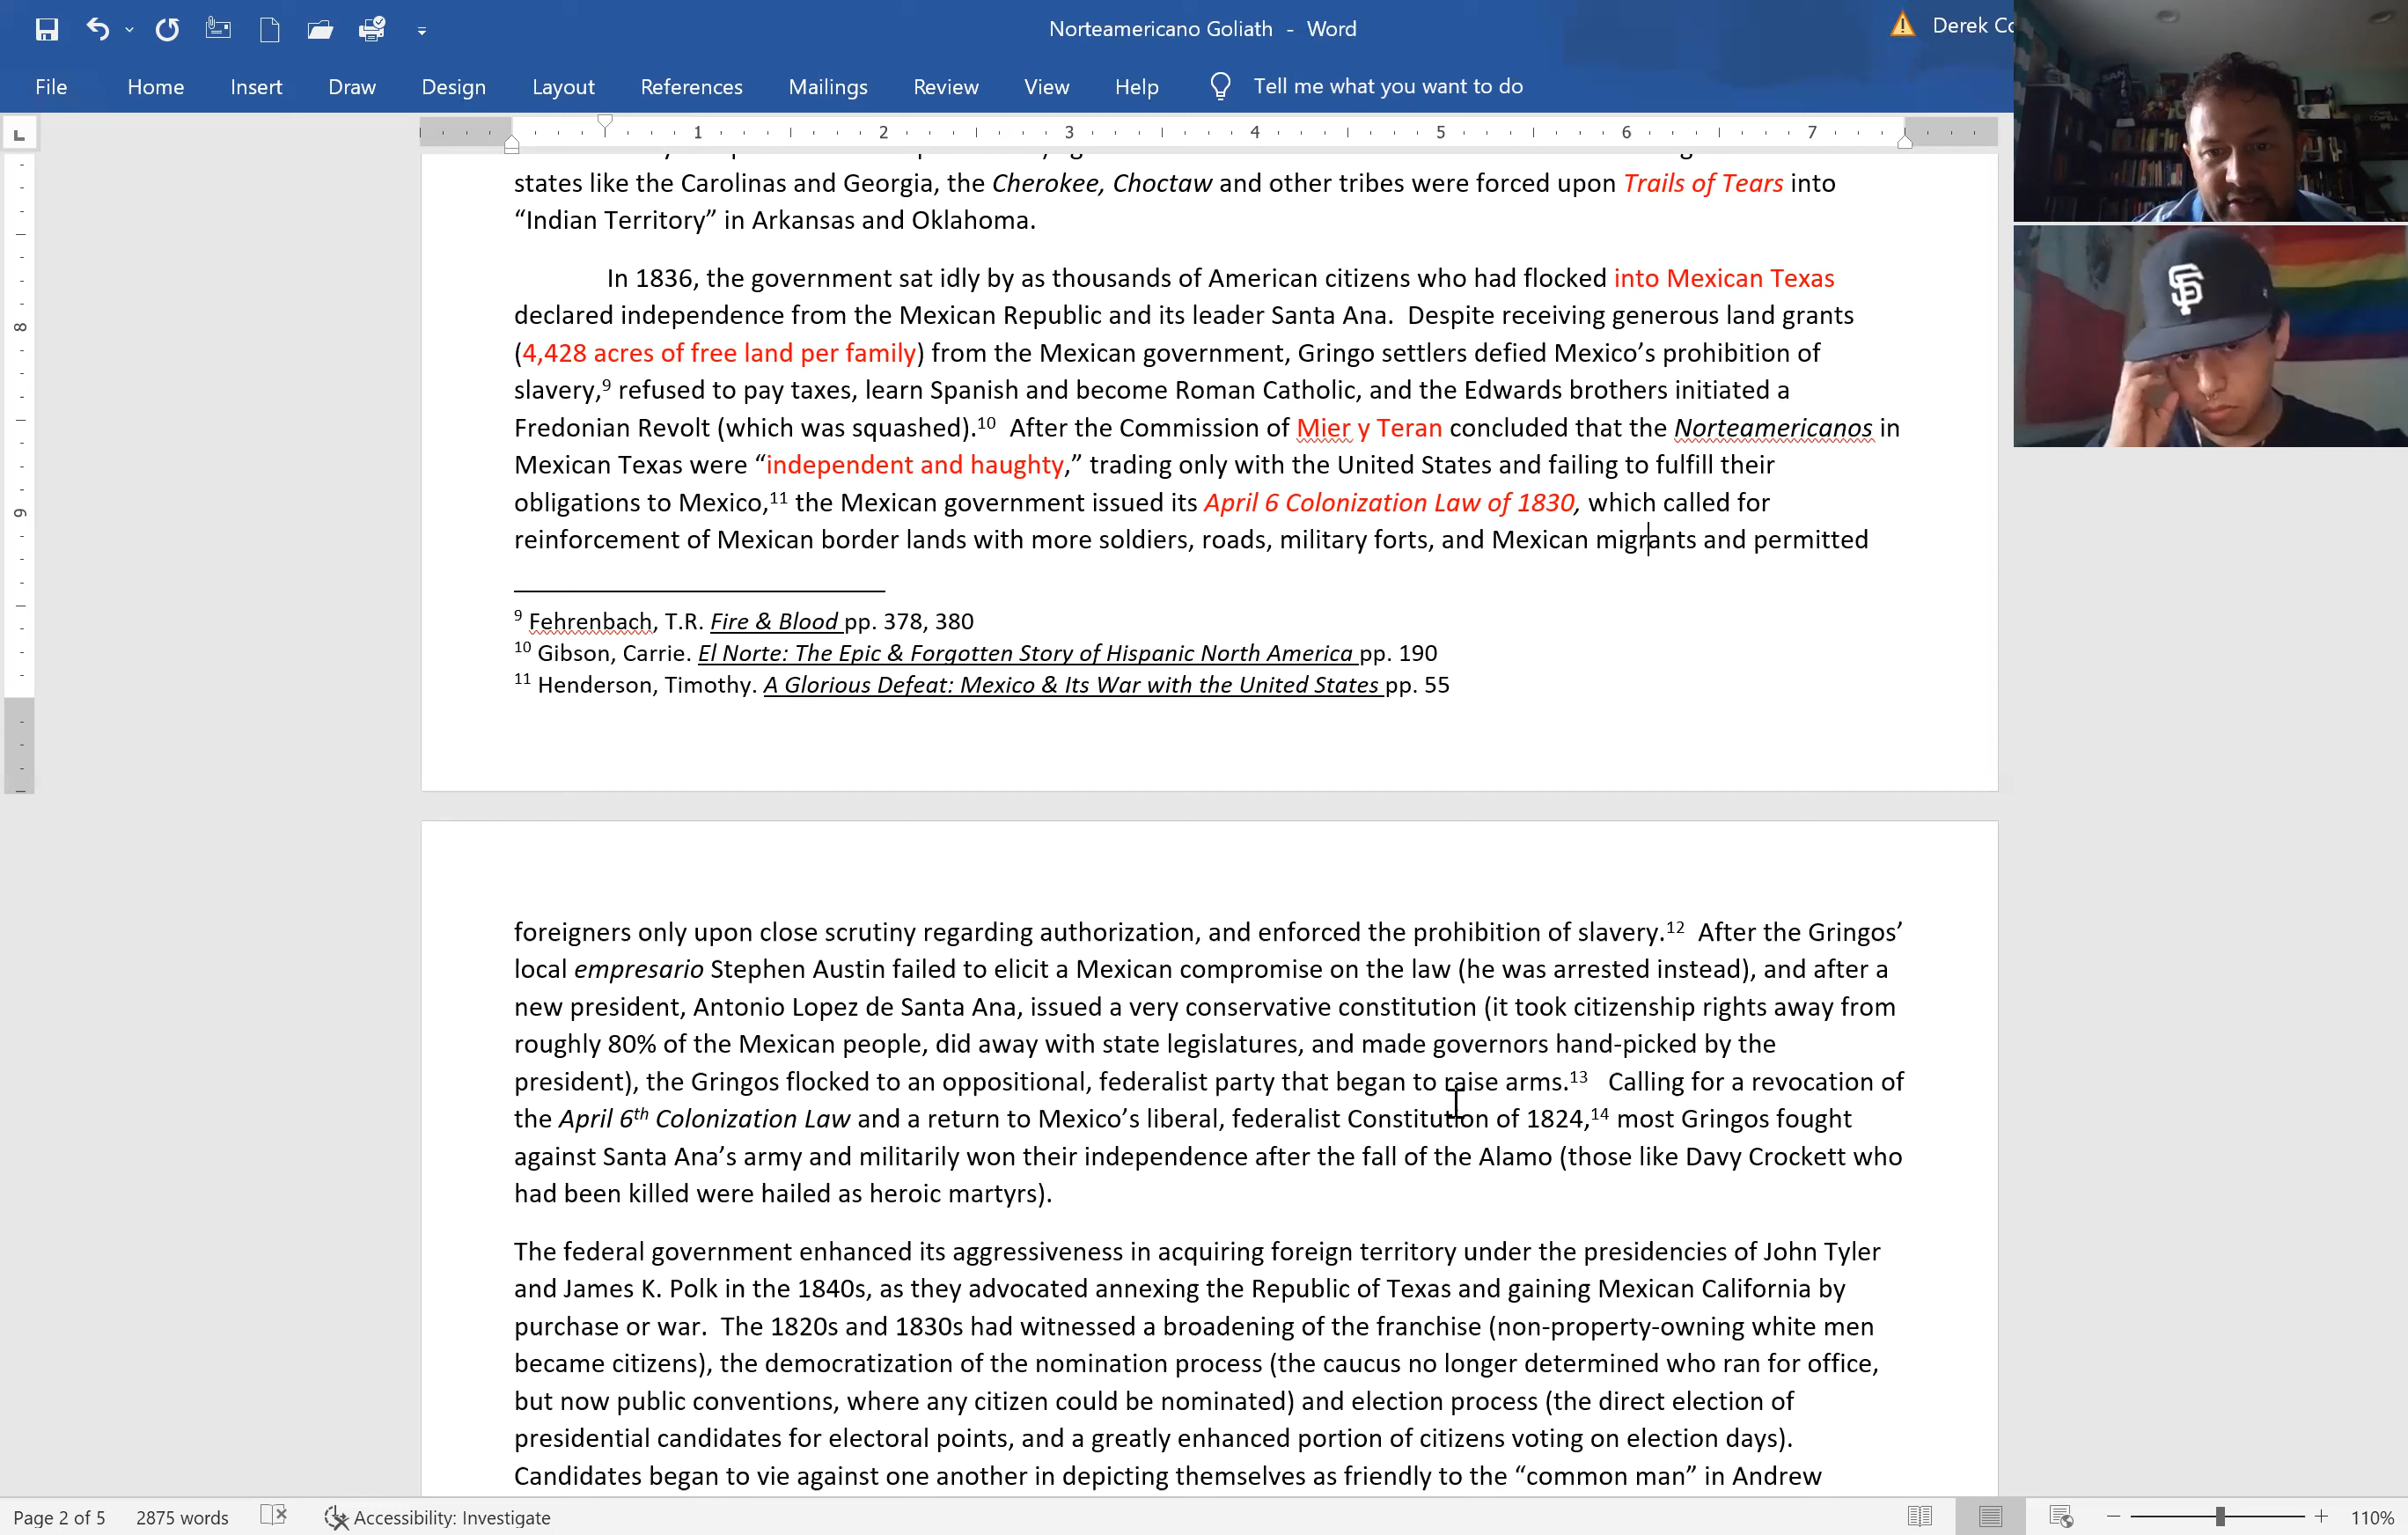 Norteamericano Goliath - Word
Derek
File Home Insert Draw Design Layout References Mailings Review View Help Tell me what you want to do
1 2 3 4 5 6 7
states like the Carolinas and Georgia, the Cherokee, Choctaw and other tribes were forced upon Trails of Tears into
“Indian Territory” in Arkansas and Oklahoma.
In 1836, the government sat idly by as thousands of American citizens who had flocked into Mexican Texas
declared independence from the Mexican Republic and its leader Santa Ana.  Despite receiving generous land grants
(4,428 acres of free land per family) from the Mexican government, Gringo settlers defied Mexico’s prohibition of
slavery,9 refused to pay taxes, learn Spanish and become Roman Catholic, and the Edwards brothers initiated a
Fredonian Revolt (which was squashed).10  After the Commission of Mier y Teran concluded that the Norteamericanos in
Mexican Texas were “independent and haughty,” trading only with the United States and failing to fulfill their
obligations to Mexico,11 the Mexican government issued its April 6 Colonization Law of 1830, which called for
reinforcement of Mexican border lands with more soldiers, roads, military forts, and Mexican migrants and permitted
9 Fehrenbach, T.R. Fire & Blood pp. 378, 380
10 Gibson, Carrie. El Norte: The Epic & Forgotten Story of Hispanic North America pp. 190
11 Henderson, Timothy. A Glorious Defeat: Mexico & Its War with the United States pp. 55
foreigners only upon close scrutiny regarding authorization, and enforced the prohibition of slavery.12  After the Gringos’
local empresario Stephen Austin failed to elicit a Mexican compromise on the law (he was arrested instead), and after a
new president, Antonio Lopez de Santa Ana, issued a very conservative constitution (it took citizenship rights away from
roughly 80% of the Mexican people, did away with state legislatures, and made governors hand-picked by the
president), the Gringos flocked to an oppositional, federalist party that began to raise arms.13   Calling for a revocation of
the April 6th Colonization Law and a return to Mexico’s liberal, federalist Constitution of 1824,14 most Gringos fought
against Santa Ana’s army and militarily won their independence after the fall of the Alamo (those like Davy Crockett who
had been killed were hailed as heroic martyrs).
The federal government enhanced its aggressiveness in acquiring foreign territory under the presidencies of John Tyler
and James K. Polk in the 1840s, as they advocated annexing the Republic of Texas and gaining Mexican California by
purchase or war.  The 1820s and 1830s had witnessed a broadening of the franchise (non-property-owning white men
became citizens), the democratization of the nomination process (the caucus no longer determined who ran for office,
but now public conventions, where any citizen could be nominated) and election process (the direct election of
presidential candidates for electoral points, and a greatly enhanced portion of citizens voting on election days).
Candidates began to vie against one another in depicting themselves as friendly to the “common man” in Andrew
8
9
SF
Page 2 of 5 2875 words Accessibility: Investigate 110%